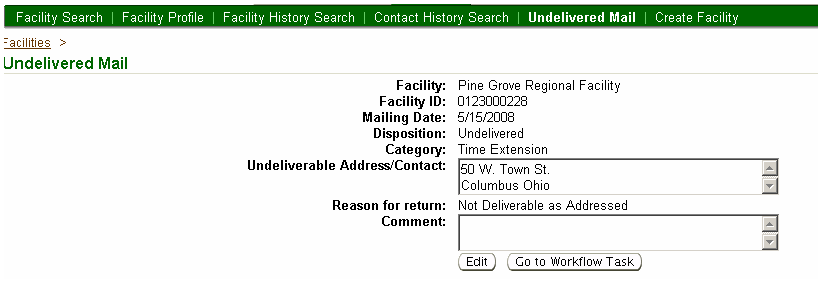 Facility Search | Facility Profile | Facility History Search | Contact History Search | Undelivered Mail | Create Facility
Facilities >
Undelivered Mail
Facility: Pine Grove Regional Facility
Facility ID: 0123000228
Mailing Date: 5/15/2008
Disposition: Undelivered
Category: Time Extension
Undeliverable Address/Contact: 50 W. Town St.
Columbus Ohio
Reason for return: Not Deliverable as Addressed
Comment:
Edit Go to Workflow Task